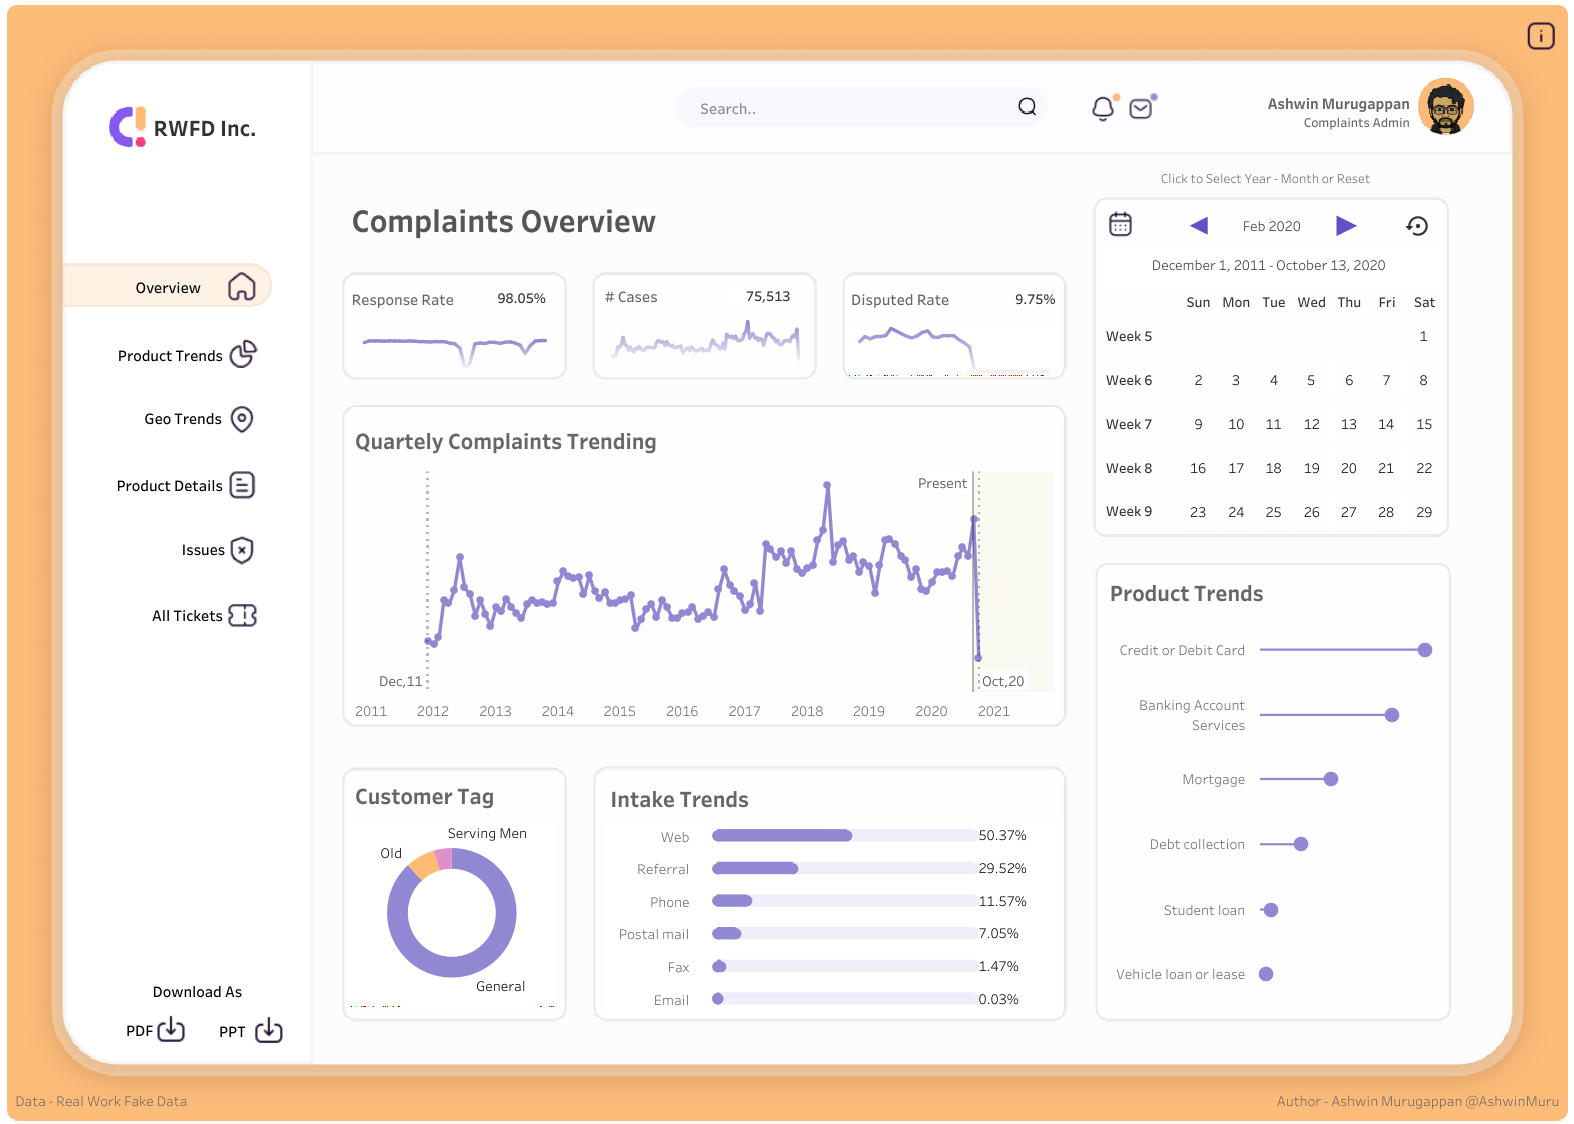 RWFD Inc.
Search..
Ashwin Murugappan
Complaints Admin
Overview
Product Trends
Geo Trends
Product Details
Issues
All Tickets
Download As
PDF
PPT
Complaints Overview
Response Rate 98.05%
# Cases 75,513
Disputed Rate 9.75%
Quartely Complaints Trending
Present
Dec,11
Oct,20
2011 2012 2013 2014 2015 2016 2017 2018 2019 2020 2021
Customer Tag
Serving Men
Old
General
Intake Trends
Web 50.37%
Referral 29.52%
Phone 11.57%
Postal mail 7.05%
Fax 1.47%
Email 0.03%
Click to Select Year - Month or Reset
Feb 2020
December 1, 2011 - October 13, 2020
Sun Mon Tue Wed Thu Fri Sat
Week 5 1
Week 6 2 3 4 5 6 7 8
Week 7 9 10 11 12 13 14 15
Week 8 16 17 18 19 20 21 22
Week 9 23 24 25 26 27 28 29
Product Trends
Credit or Debit Card
Banking Account
Services
Mortgage
Debt collection
Student loan
Vehicle loan or lease
Data - Real Work Fake Data
Author - Ashwin Murugappan @AshwinMuru